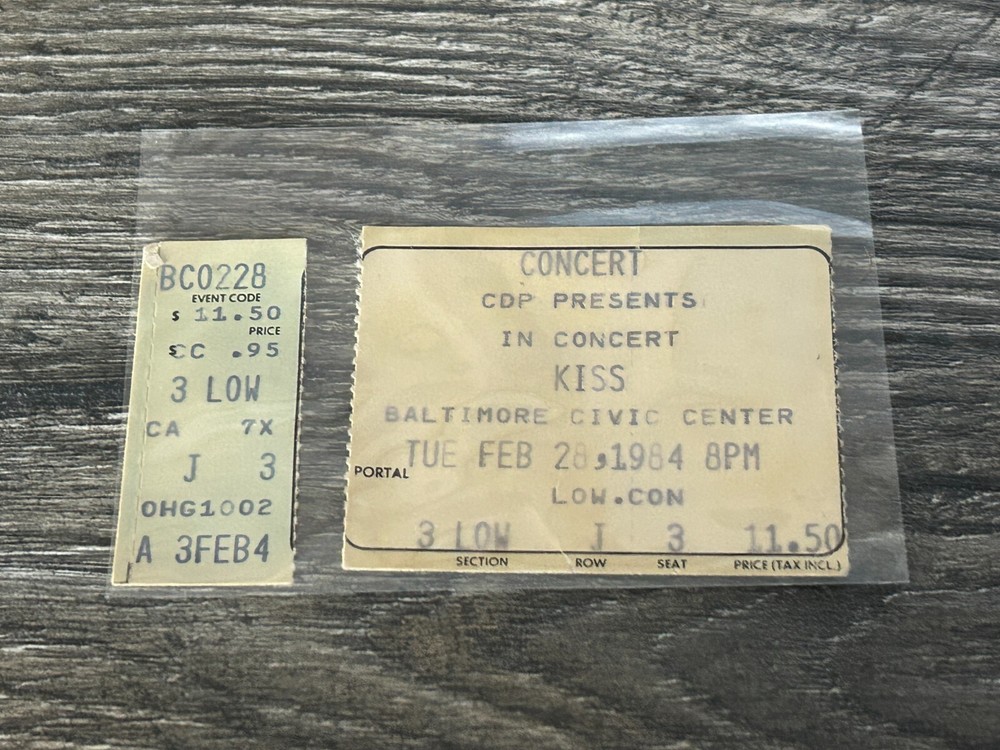 BC0228
EVENT CODE
$ 11.50
PRICE
$CC .95
3 LOW
CA 7X
J 3
OHG1002
A 3FEB4
CONCERT
CDP PRESENTS
IN CONCERT
KISS
BALTIMORE CIVIC CENTER
TUE FEB 28,1984 8PM
PORTAL
LOW.CON
3 LOW J 3 11.50
SECTION ROW SEAT PRICE (TAX INCL.)